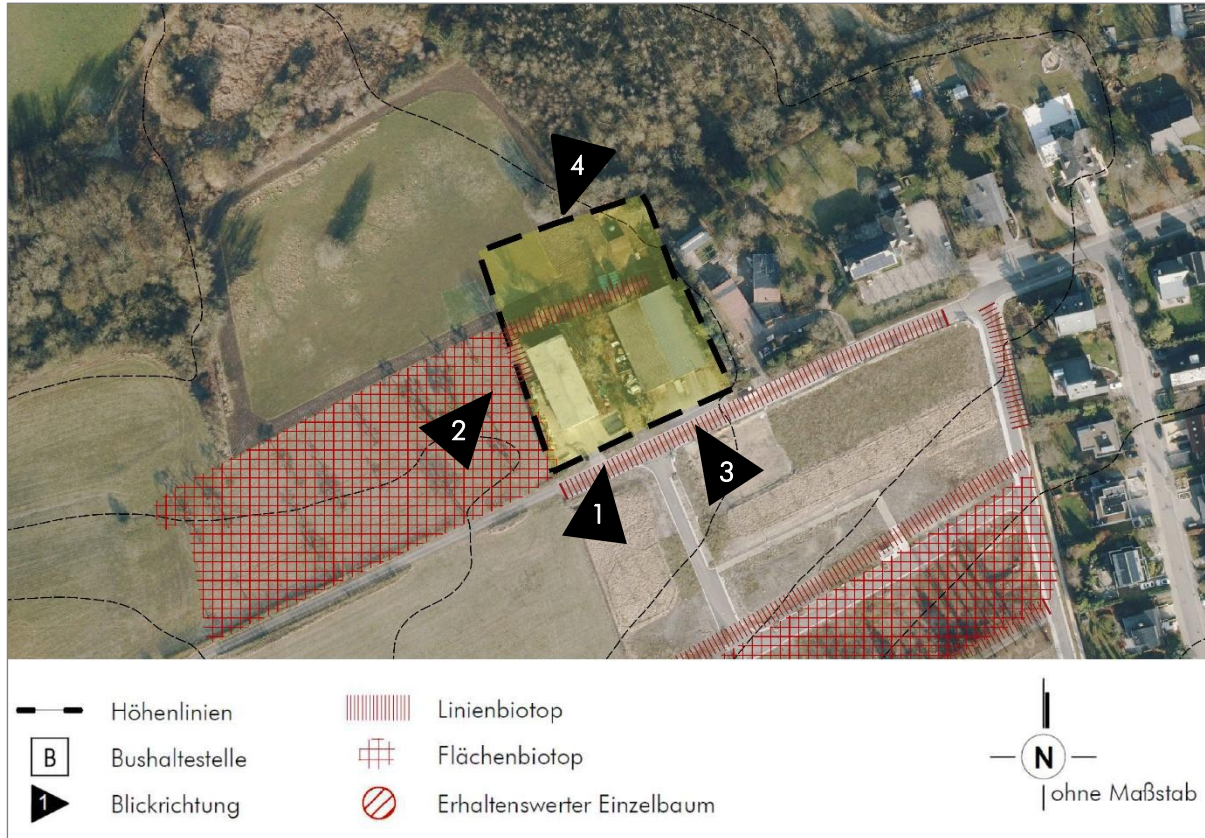 4
2
3
1
Höhenlinien
B
Bushaltestelle
1
Blickrichtung
Linienbiotop
Flächenbiotop
Erhaltenswerter Einzelbaum
N
ohne Maßstab